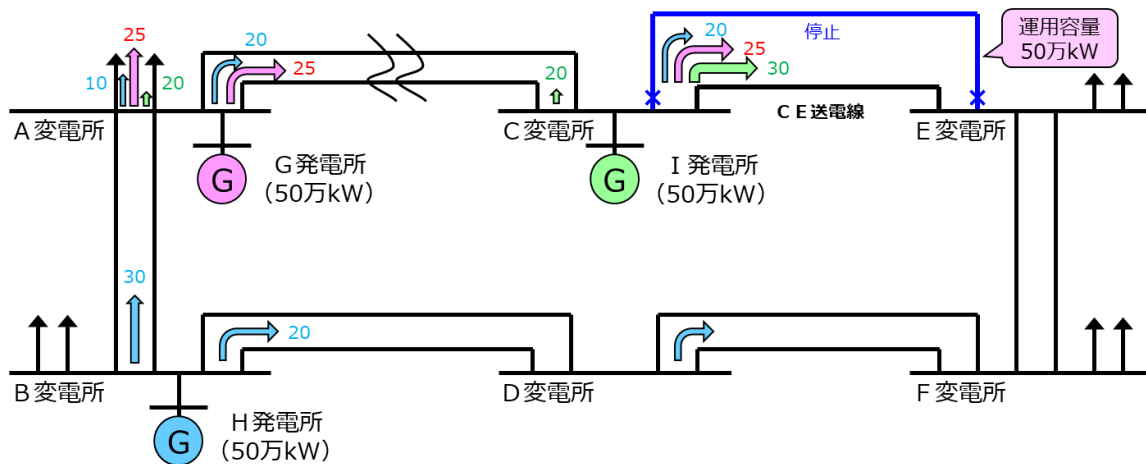 25
10
20
20
25
20
20
25
30
停止
運用容量
50万kW
A変電所
C変電所
CE送電線
E変電所
G
G発電所
(50万kW)
G
I発電所
(50万kW)
30
20
B変電所
D変電所
F変電所
G
H発電所
(50万kW)